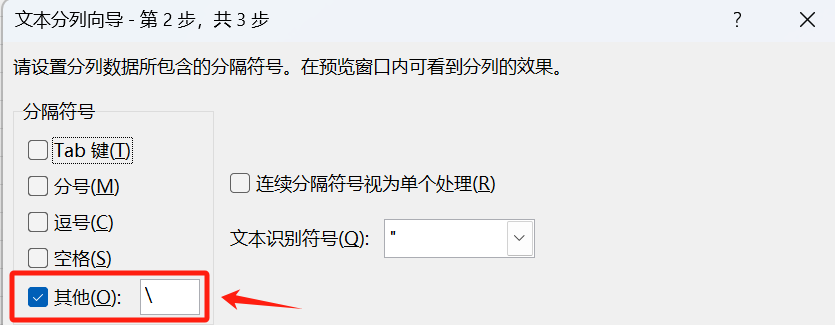 文本分列向导 - 第 2 步，共 3 步
?
请设置分列数据所包含的分隔符号。在预览窗口内可看到分列的效果。
分隔符号
Tab 键(T)
分号(M)
连续分隔符号视为单个处理(R)
逗号(C)
文本识别符号(Q): "
空格(S)
其他(O): \